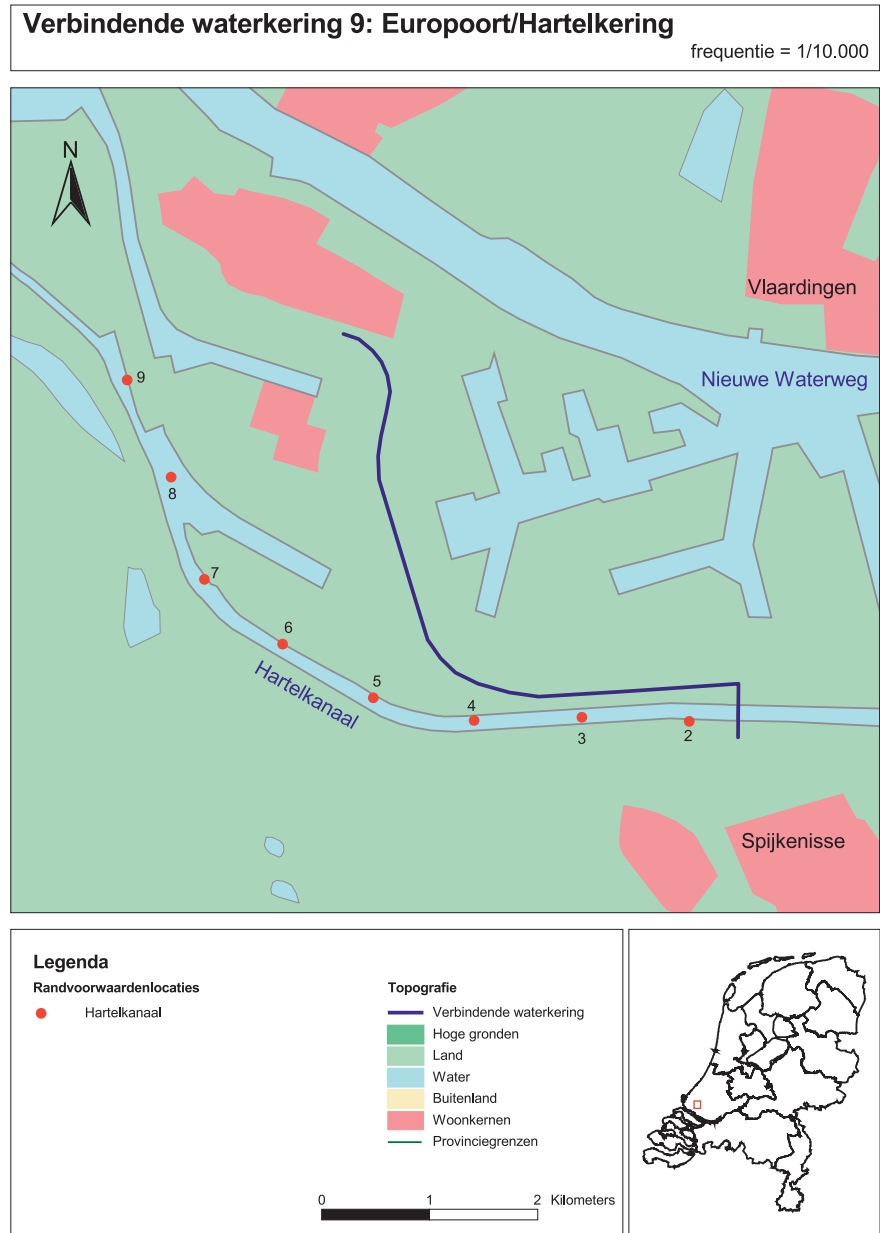 Verbindende waterkering 9: Europoort/Hartelkering
frequentie = 1/10.000
N
Vlaardingen
Nieuwe Waterweg
9
8
7
6
5
4
3
2
Hartelkanaal
Spijkenisse
Legenda
Randvoorwaardenlocaties
Hartelkanaal
Topografie
Verbindende waterkering
Hoge gronden
Land
Water
Buitenland
Woonkernen
Provinciegrenzen
0 1 2 Kilometers